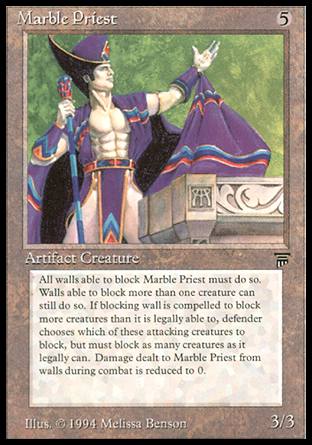 Marble Priest 5
Artifact Creature
All walls able to block Marble Priest must do so.
Walls able to block more than one creature can
still do so. If blocking wall is compelled to block
more creatures than it is legally able to, defender
chooses which of these attacking creatures to
block, but must block as many creatures as it
legally can. Damage dealt to Marble Priest from
walls during combat is reduced to 0.
Illus. © 1994 Melissa Benson 3/3